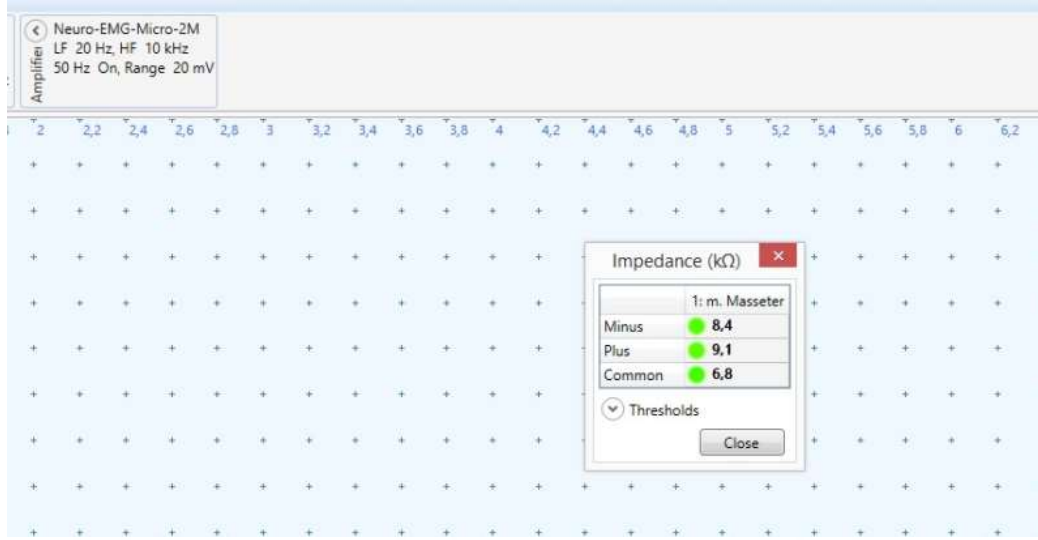 Amplifier
Neuro-EMG-Micro-2M
LF 20 Hz, HF 10 kHz
50 Hz On, Range 20 mV
2 2,2 2,4 2,6 2,8 3 3,2 3,4 3,6 3,8 4 4,2 4,4 4,6 4,8 5 5,2 5,4 5,6 5,8 6 6,2
Impedance (kΩ)
1: m. Masseter
Minus 8,4
Plus 9,1
Common 6,8
Thresholds
Close